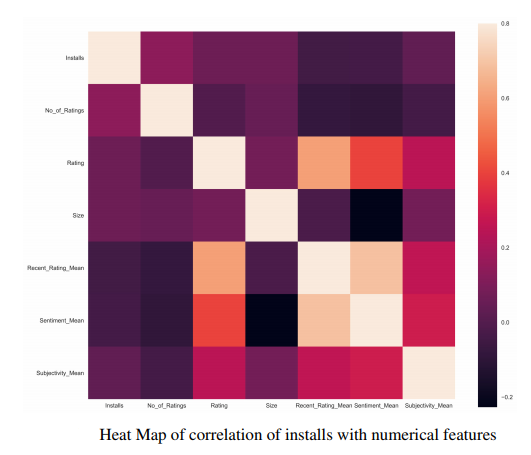 0.8
Installs
No_of_Ratings
0.6
Rating
0.4
Size
0.2
Recent_Rating_Mean
Sentiment_Mean
0.0
Subjectivity_Mean
−0.2
Installs No_of_Ratings Rating Size Recent_Rating_Mean Sentiment_Mean Subjectivity_Mean
Heat Map of correlation of installs with numerical features